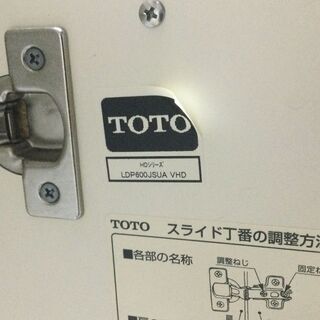 TOTO
HDシリーズ
LDP600JSUA VHD
TOTO スライド丁番の調整方法
■各部の名称
調整ねじ
固定ね